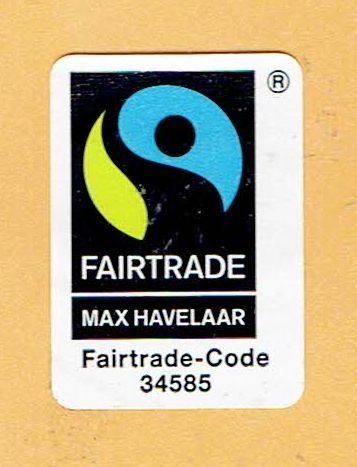 ®
FAIRTRADE
MAX HAVELAAR
Fairtrade-Code
34585